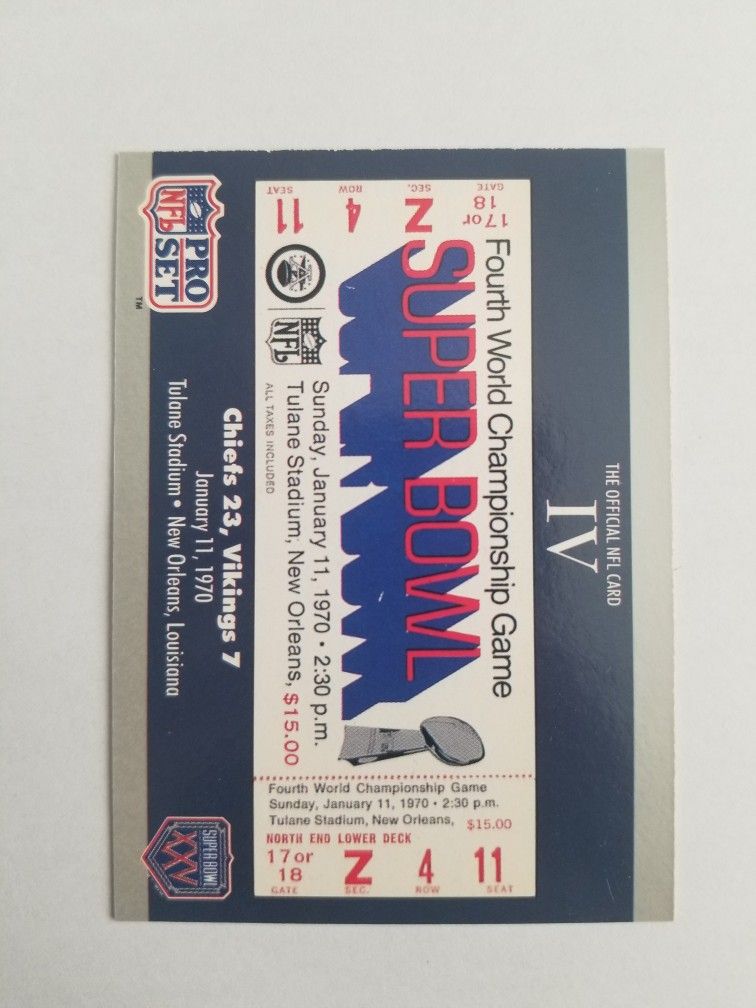 THE OFFICIAL NFL CARD
IV
GATE 17 or 18
SEC. Z
ROW 4
SEAT 11
Fourth World Championship Game
SUPER BOWL
NFL
Sunday, January 11, 1970 • 2:30 p.m.
Tulane Stadium, New Orleans, $15.00
ALL TAXES INCLUDED
Fourth World Championship Game
Sunday, January 11, 1970 • 2:30 p.m.
Tulane Stadium, New Orleans, $15.00
NORTH END LOWER DECK
17 or 18 Z 4 11
GATE SEC. ROW SEAT
Chiefs 23, Vikings 7
January 11, 1970
Tulane Stadium • New Orleans, Louisiana
NFL PRO SET ™
SUPER BOWL
XXV